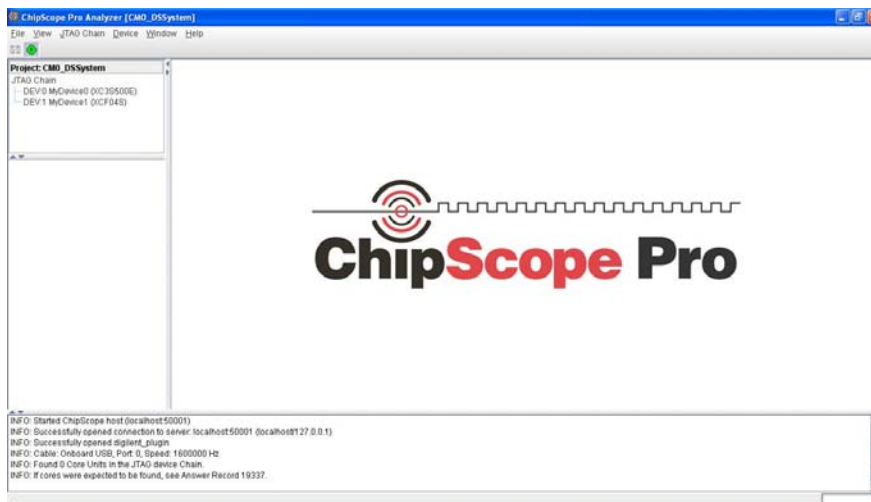 ChipScope Pro Analyzer [CM0_DSSystem]
File View JTAG Chain Device Window Help
Project: CM0_DSSystem
JTAG Chain
DEV:0 MyDevice0 (XC3S500E)
DEV:1 MyDevice1 (XCF04S)
ChipScope Pro
INFO: Started ChipScope host (localhost:50001)
INFO: Successfully opened connection to server: localhost:50001 (localhost/127.0.0.1)
INFO: Successfully opened digilent_plugin
INFO: Cable: Onboard USB, Port: 0, Speed: 1600000 Hz
INFO: Found 0 Core Units in the JTAG device Chain.
INFO: If cores were expected to be found, see Answer Record 19337.